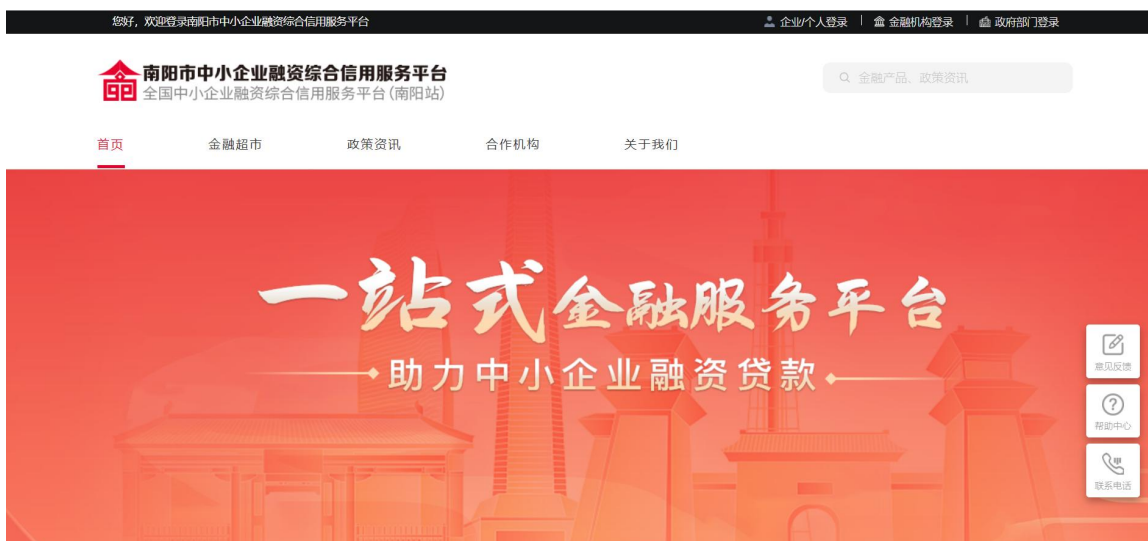 您好，欢迎登录南阳市中小企业融资综合信用服务平台
企业/个人登录
金融机构登录
政府部门登录
南阳市中小企业融资综合信用服务平台
全国中小企业融资综合信用服务平台(南阳站)
金融产品、政策资讯
首页
金融超市
政策资讯
合作机构
关于我们
一站式金融服务平台
助力中小企业融资贷款
意见反馈
帮助中心
联系电话